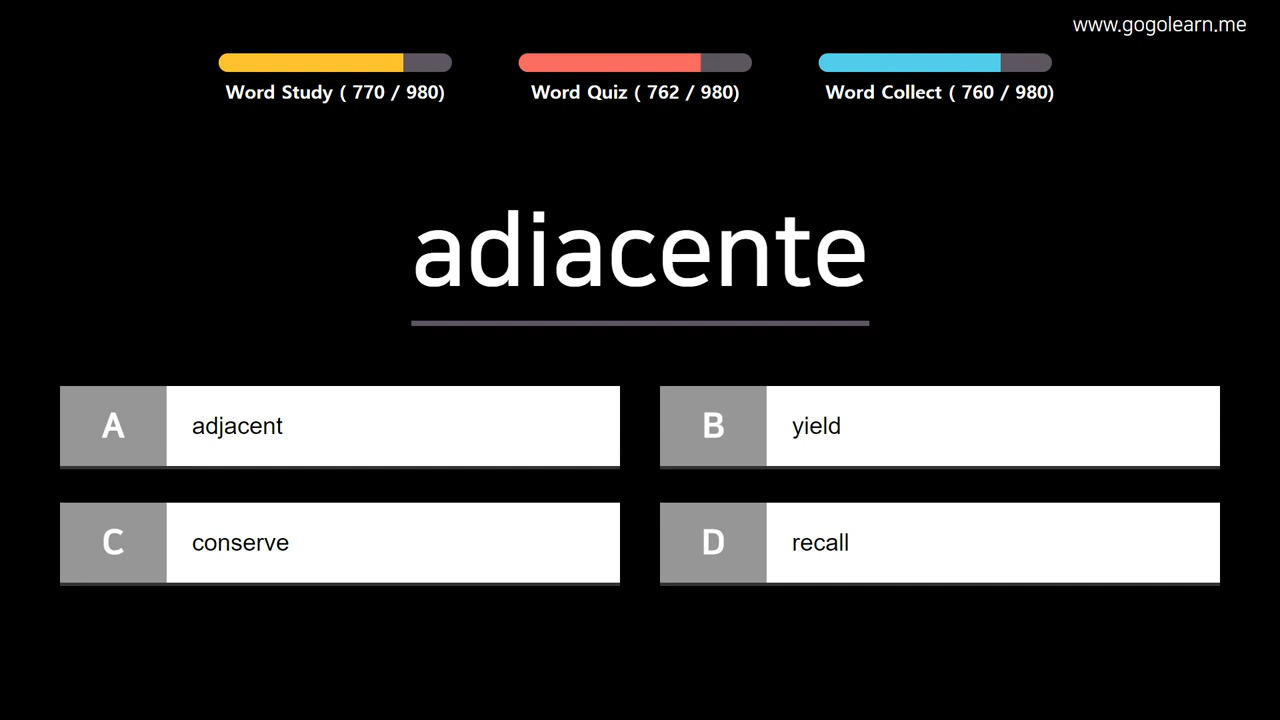 www.gogolearn.me
Word Study ( 770 / 980)
Word Quiz ( 762 / 980)
Word Collect ( 760 / 980)
adiacente
A adjacent
B yield
C conserve
D recall